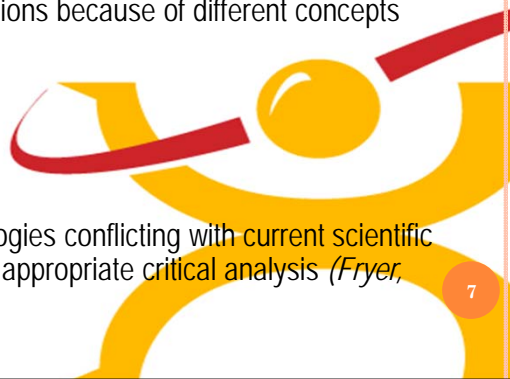 ions because of different concepts
ogies conflicting with current scientific
appropriate critical analysis (Fryer,
7